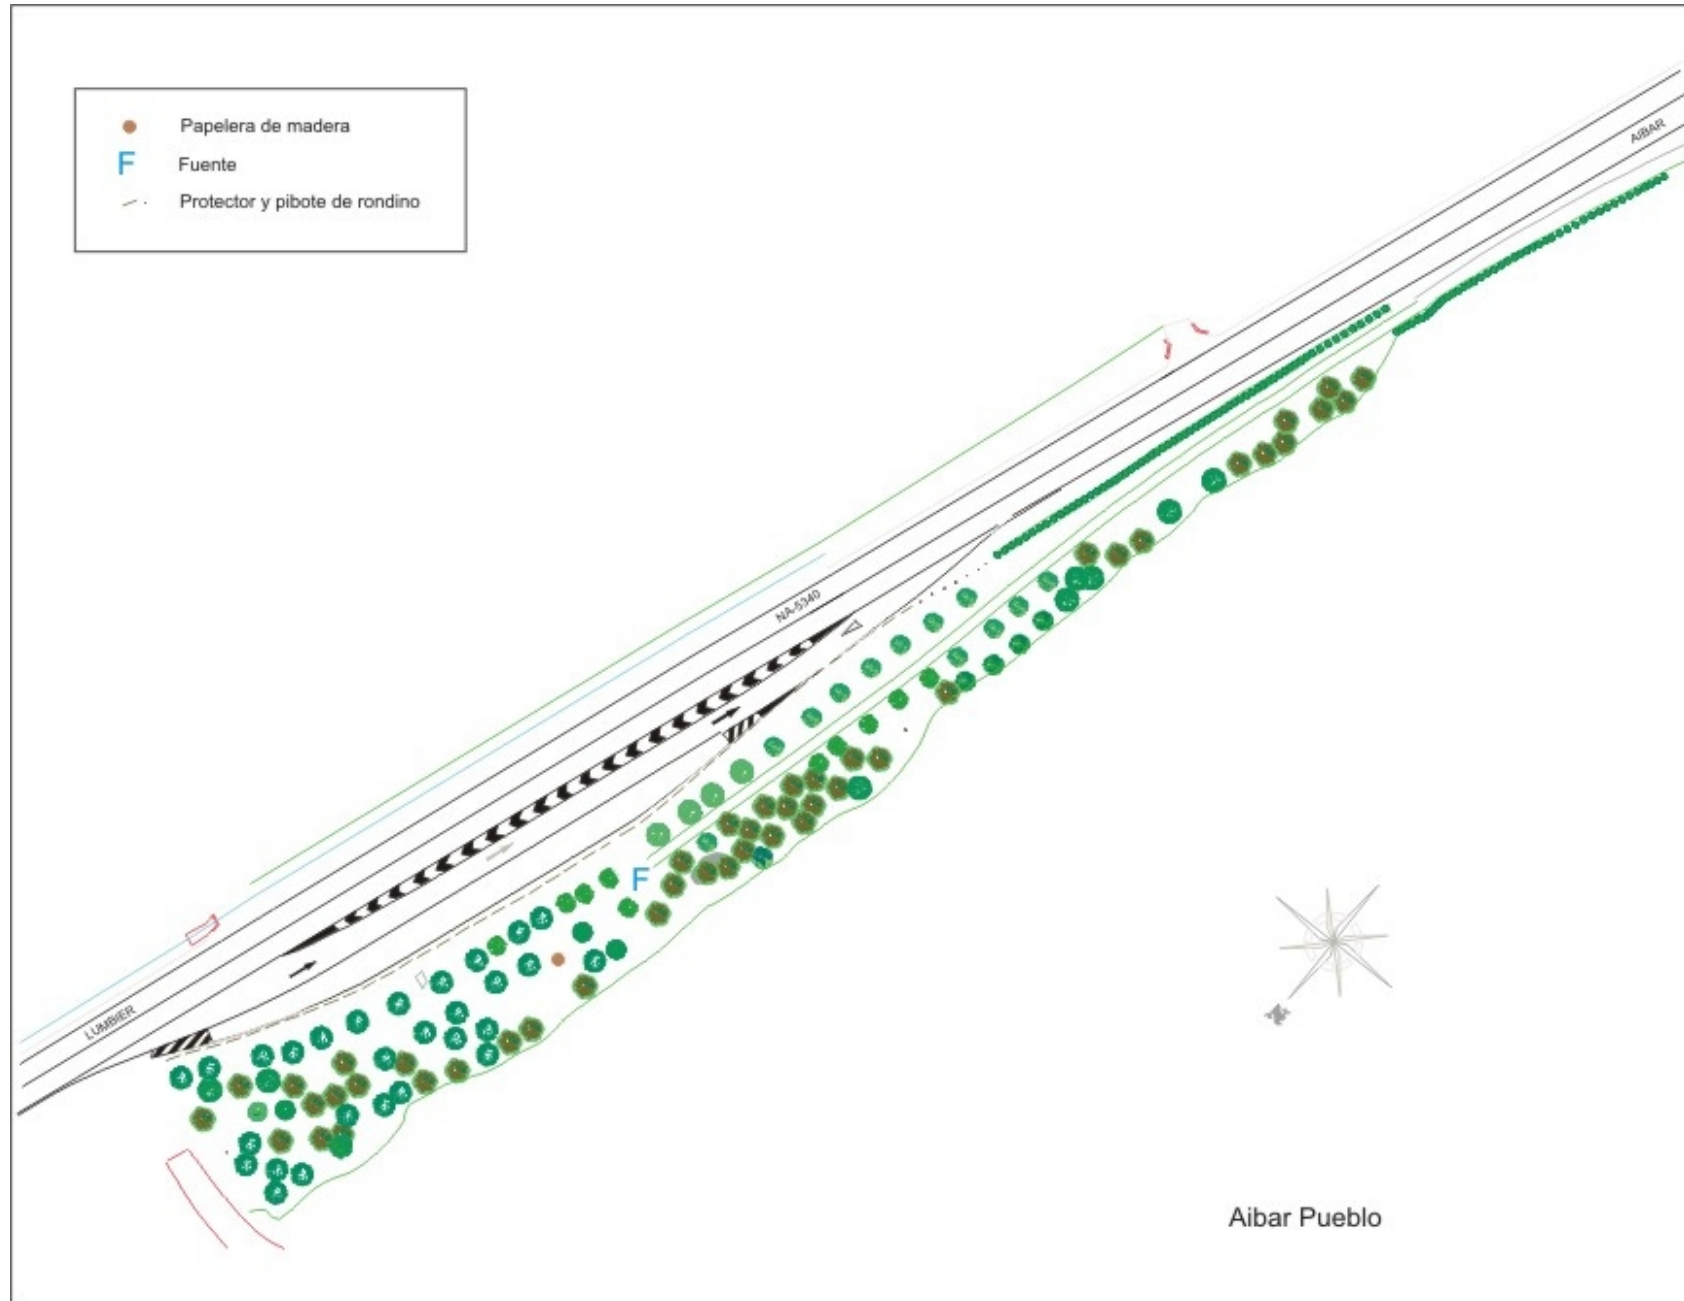 Papelera de madera
F Fuente
Protector y pibote de rondino
AIBAR
NA-5340
F
LUMBIER
Aibar Pueblo